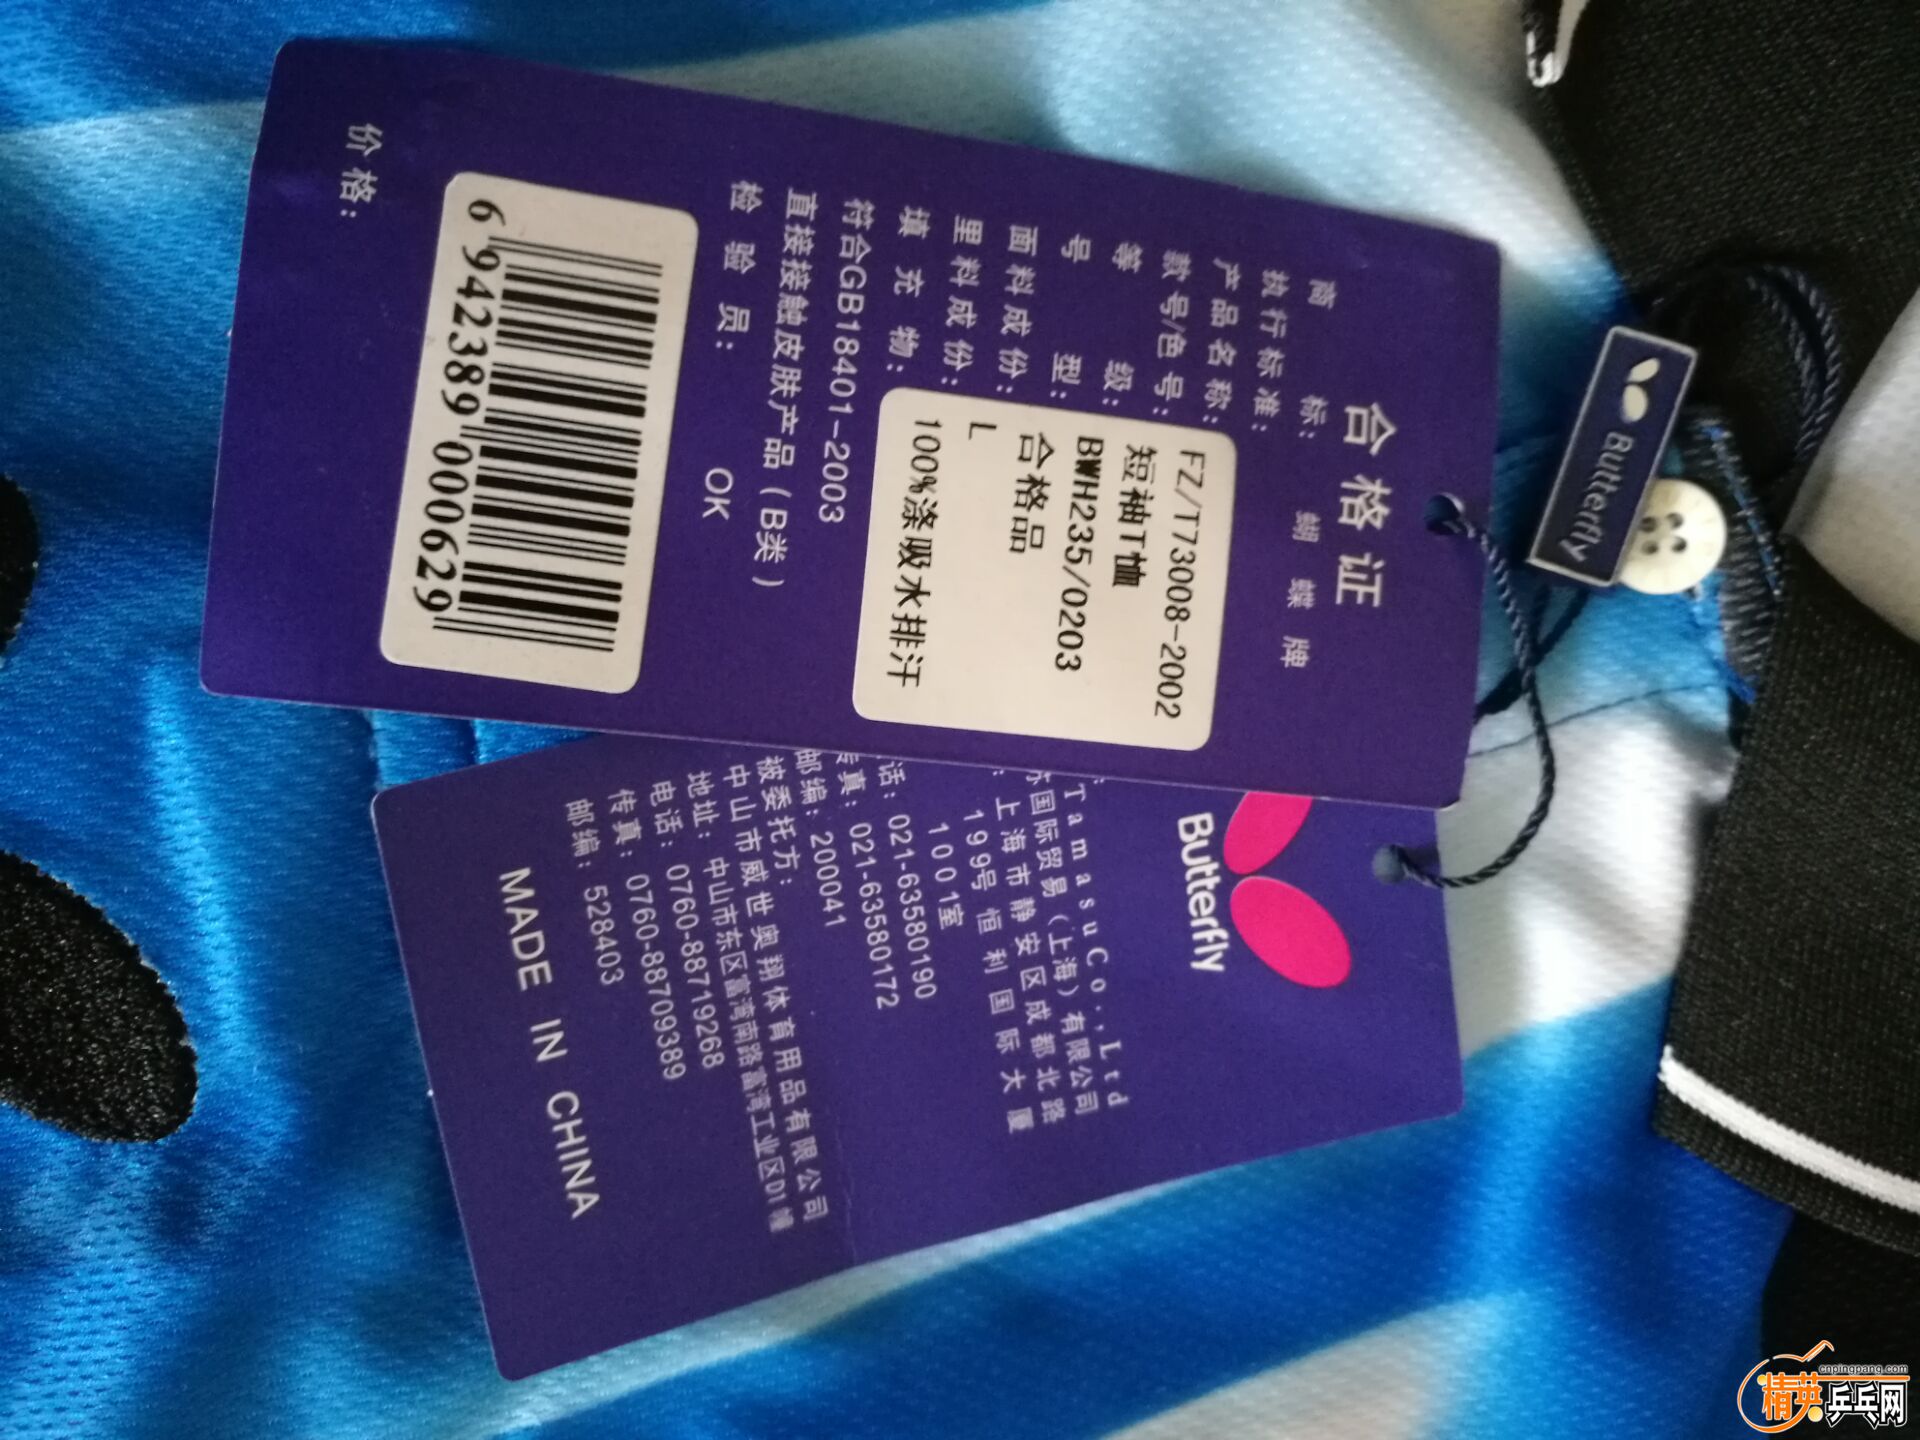 合格证
商标：蝴蝶牌
执行标准：FZ/T73008-2002
产品名称：短袖T恤
款号/色号：BWH235/0203
等级：合格品
号型：L
面料成份：100%涤吸水排汗
里料成份：
填充物：
符合GB18401-2003
直接接触皮肤产品（B类）
检验员：OK
6 942389 000629
价格：
Butterfly
Butterfly
：TamasuCo.,Ltd
国际贸易（上海）有限公司
：上海市静安区成都北路
199号恒利国际大厦
1001室
话：021-63580190
真：021-63580172
邮编：200041
被委托方：
中山市威世奥翔体育用品有限公司
地址：中山市东区富湾南路富湾工业区D1幢
电话：0760-88719268
传真：0760-88709389
邮编：528403
MADE IN CHINA
cnpingpang.com
精英乒乓网